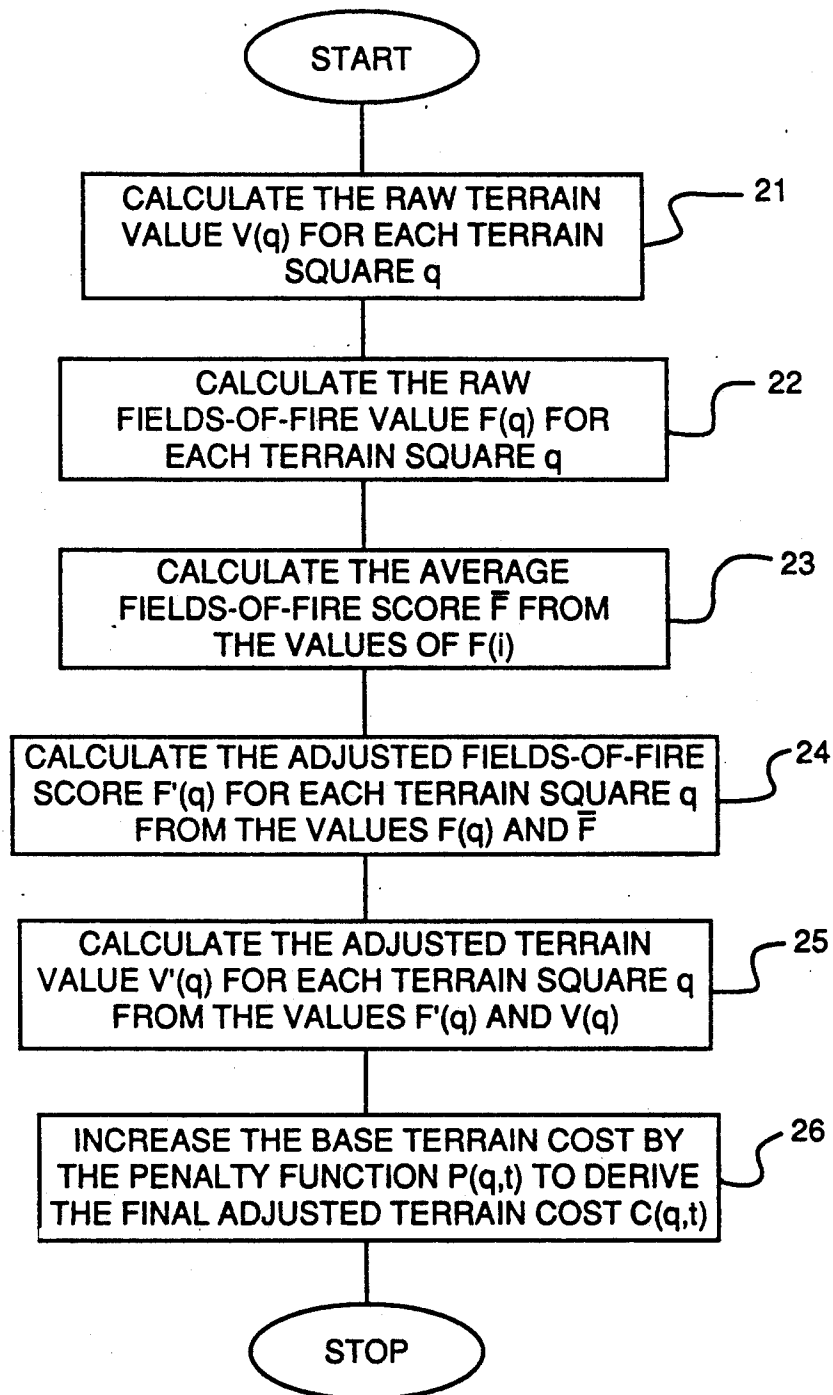 START
CALCULATE THE RAW TERRAIN
VALUE V(q) FOR EACH TERRAIN
SQUARE q
21
CALCULATE THE RAW
FIELDS-OF-FIRE VALUE F(q) FOR
EACH TERRAIN SQUARE q
22
CALCULATE THE AVERAGE
FIELDS-OF-FIRE SCORE F̅ FROM
THE VALUES OF F(i)
23
CALCULATE THE ADJUSTED FIELDS-OF-FIRE
SCORE F'(q) FOR EACH TERRAIN SQUARE q
FROM THE VALUES F(q) AND F̅
24
CALCULATE THE ADJUSTED TERRAIN
VALUE V'(q) FOR EACH TERRAIN SQUARE q
FROM THE VALUES F'(q) AND V(q)
25
INCREASE THE BASE TERRAIN COST BY
THE PENALTY FUNCTION P(q,t) TO DERIVE
THE FINAL ADJUSTED TERRAIN COST C(q,t)
26
STOP